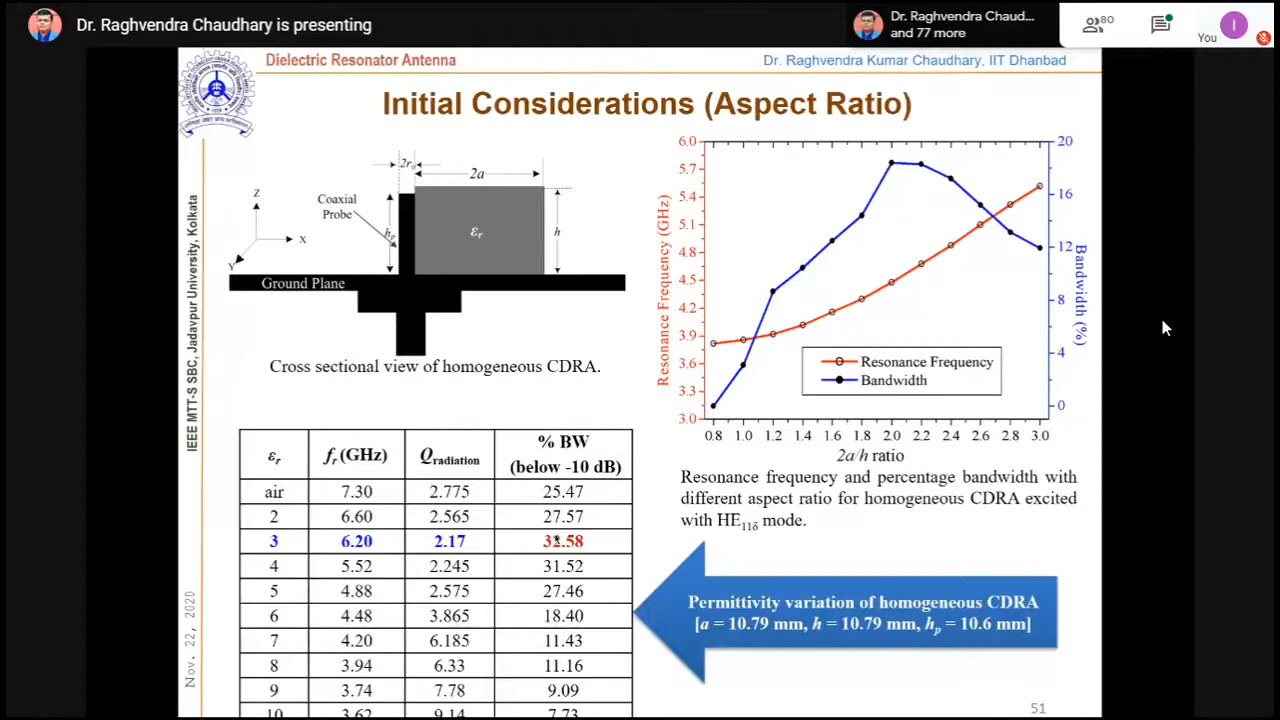 Dr. Raghvendra Chaudhary is presenting
Dr. Raghvendra Chaud...
and 77 more
80
You
I
Dielectric Resonator Antenna
Dr. Raghvendra Kumar Chaudhary, IIT Dhanbad
Initial Considerations (Aspect Ratio)
IEEE MTT-S SBC, Jadavpur University, Kolkata
Nov. 22, 2020
2a
Coaxial
Probe
Z
X
Y
hp
εr
h
Ground Plane
Cross sectional view of homogeneous CDRA.
εr fr (GHz) Qradiation % BW
(below -10 dB)
air 7.30 2.775 25.47
2 6.60 2.565 27.57
3 6.20 2.17 32.58
4 5.52 2.245 31.52
5 4.88 2.575 27.46
6 4.48 3.865 18.40
7 4.20 6.185 11.43
8 3.94 6.33 11.16
9 3.74 7.78 9.09
10 3.62 9.14 7.73
Resonance Frequency (GHz)
6.0
5.7
5.4
5.1
4.8
4.5
4.2
3.9
3.6
3.3
3.0
20
16
12
8
4
0
Bandwidth (%)
Resonance Frequency
Bandwidth
0.8 1.0 1.2 1.4 1.6 1.8 2.0 2.2 2.4 2.6 2.8 3.0
2a/h ratio
Resonance frequency and percentage bandwidth with
different aspect ratio for homogeneous CDRA excited
with HE11δ mode.
Permittivity variation of homogeneous CDRA
[a = 10.79 mm, h = 10.79 mm, hp = 10.6 mm]
51